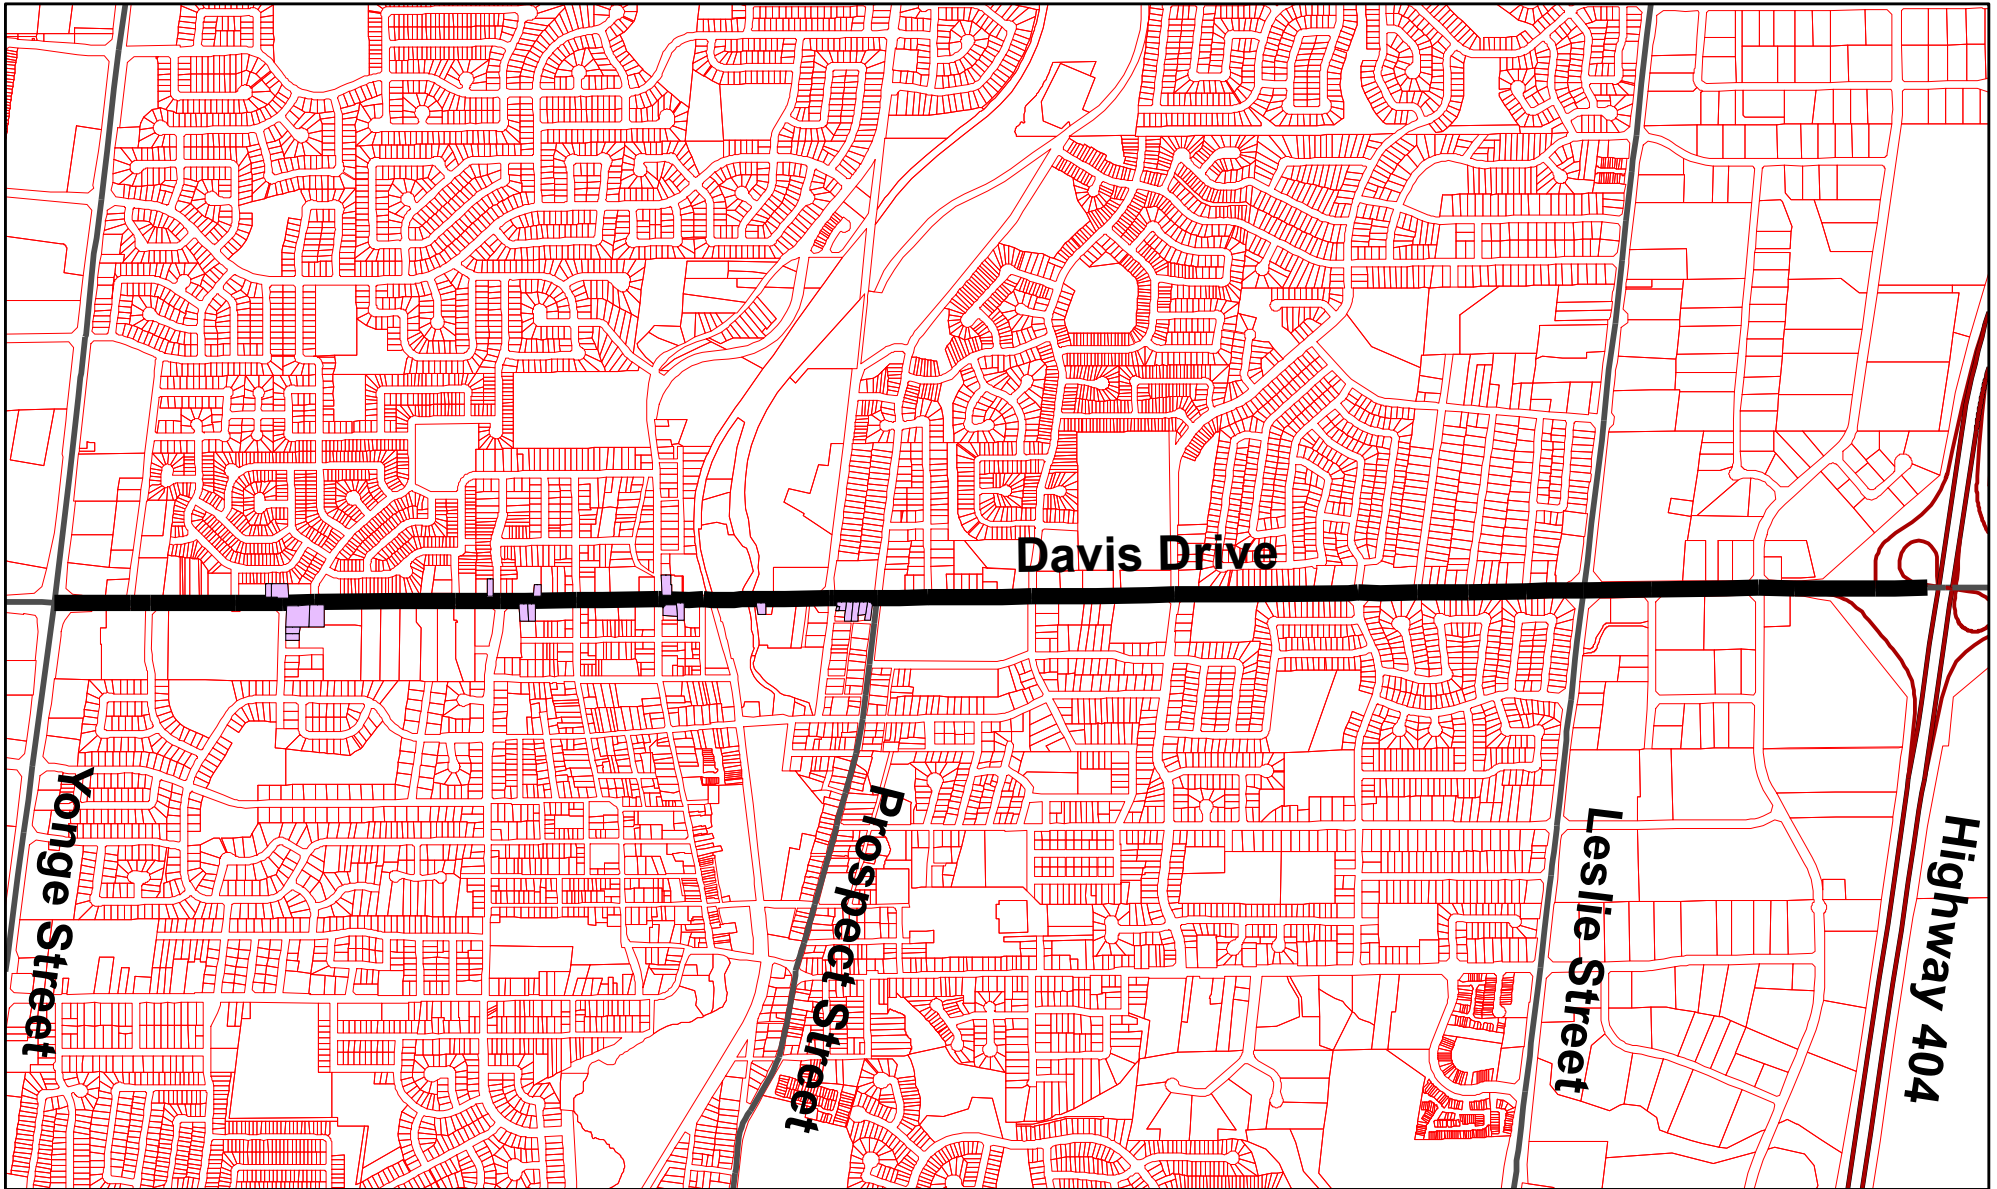 Davis Drive
Yonge Street
Prospect Street
Leslie Street
Highway 404